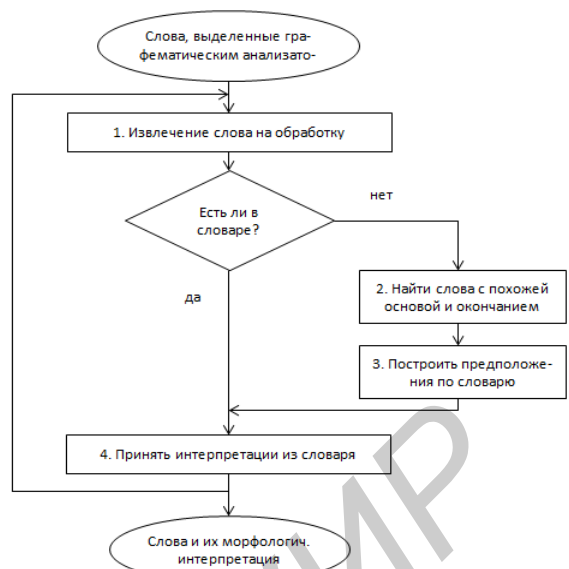 Слова, выделенные гра-
фематическим анализато-
1. Извлечение слова на обработку
Есть ли в
словаре?
нет
да
2. Найти слова с похожей
основой и окончанием
3. Построить предположе-
ния по словарю
4. Принять интерпретации из словаря
Слова и их морфологич.
интерпретация